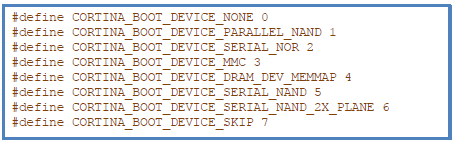 #define CORTINA_BOOT_DEVICE_NONE 0
#define CORTINA_BOOT_DEVICE_PARALLEL_NAND 1
#define CORTINA_BOOT_DEVICE_SERIAL_NOR 2
#define CORTINA_BOOT_DEVICE_MMC 3
#define CORTINA_BOOT_DEVICE_DRAM_DEV_MEMMAP 4
#define CORTINA_BOOT_DEVICE_SERIAL_NAND 5
#define CORTINA_BOOT_DEVICE_SERIAL_NAND_2X_PLANE 6
#define CORTINA_BOOT_DEVICE_SKIP 7